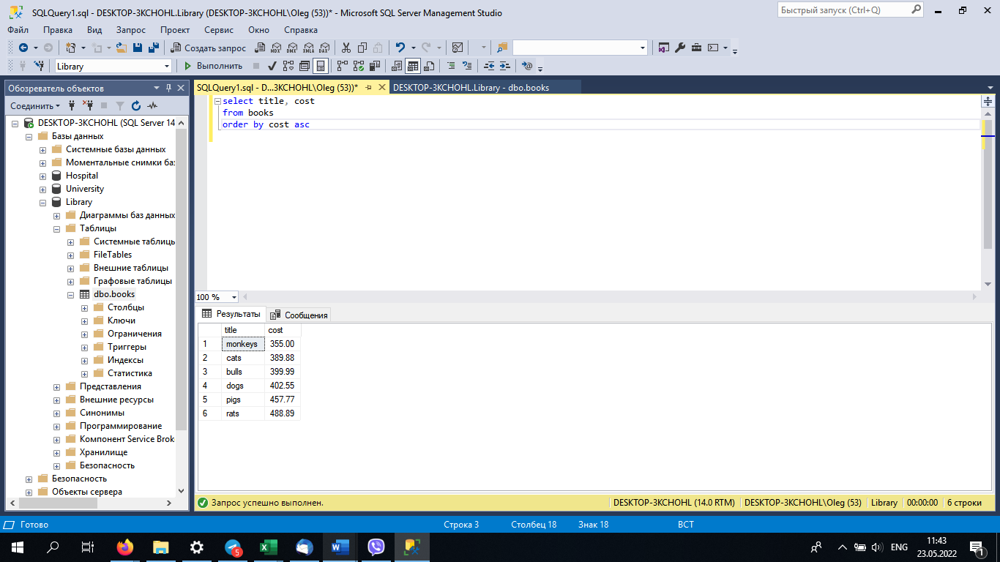 SQLQuery1.sql - DESKTOP-3KCHOHL.Library (DESKTOP-3KCHOHL\Oleg (53))* - Microsoft SQL Server Management Studio
Быстрый запуск (Ctrl+Q)
Файл Правка Вид Запрос Проект Сервис Окно Справка
Создать запрос MDX DMX XMLA DAX
Library Выполнить
Обозреватель объектов
SQLQuery1.sql - D...3KCHOHL\Oleg (53))* DESKTOP-3KCHOHL.Library - dbo.books
Соединить
DESKTOP-3KCHOHL (SQL Server 14
Базы данных
Системные базы данных
Моментальные снимки баз
Hospital
University
Library
Диаграммы баз данных
Таблицы
Системные таблицы
FileTables
Внешние таблицы
Графовые таблицы
dbo.books
Столбцы
Ключи
Ограничения
Триггеры
Индексы
Статистика
Представления
Внешние ресурсы
Синонимы
Программирование
Компонент Service Brok
Хранилище
Безопасность
Безопасность
Объекты сервера
select title, cost
from books
order by cost asc
100 %
Результаты Сообщения
title cost
1 monkeys 355.00
2 cats 389.88
3 bulls 399.99
4 dogs 402.55
5 pigs 457.77
6 rats 488.89
Запрос успешно выполнен. DESKTOP-3KCHOHL (14.0 RTM) DESKTOP-3KCHOHL\Oleg (53) Library 00:00:00 6 строки
Готово Строка 3 Столбец 18 Знак 18 ВСТ
5 ENG 11:43
23.05.2022 1